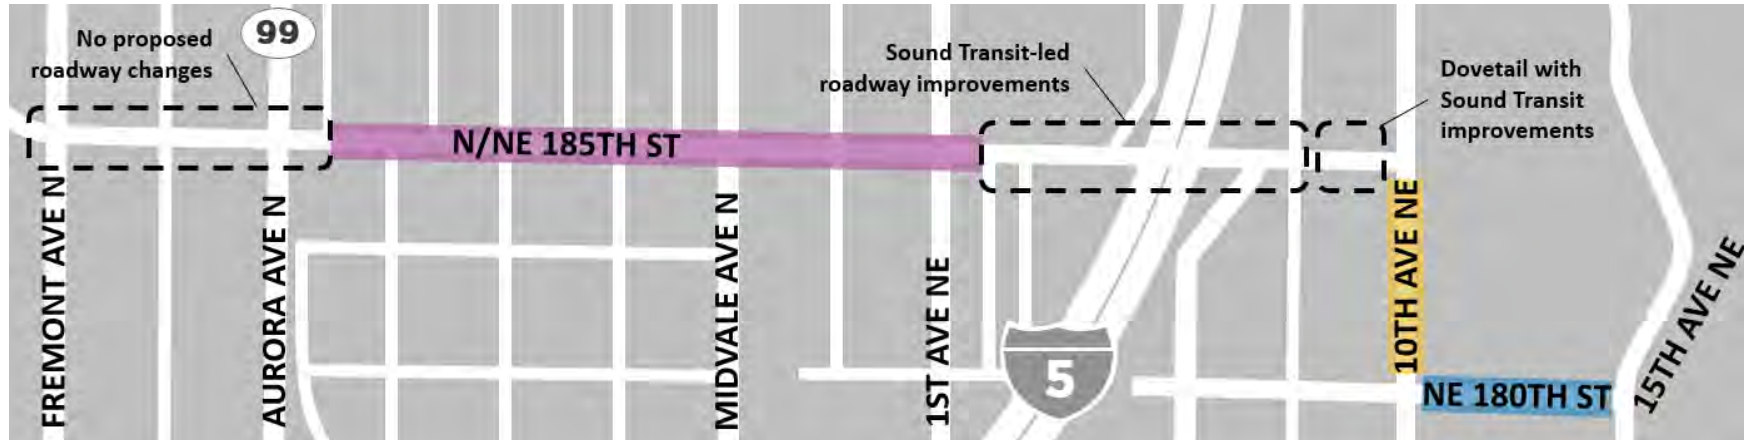 No proposed
roadway changes
99
Sound Transit-led
roadway improvements
Dovetail with
Sound Transit
improvements
N/NE 185TH ST
FREMONT AVE N
AURORA AVE N
MIDVALE AVE N
1ST AVE NE
5
10TH AVE NE
NE 180TH ST
15TH AVE NE